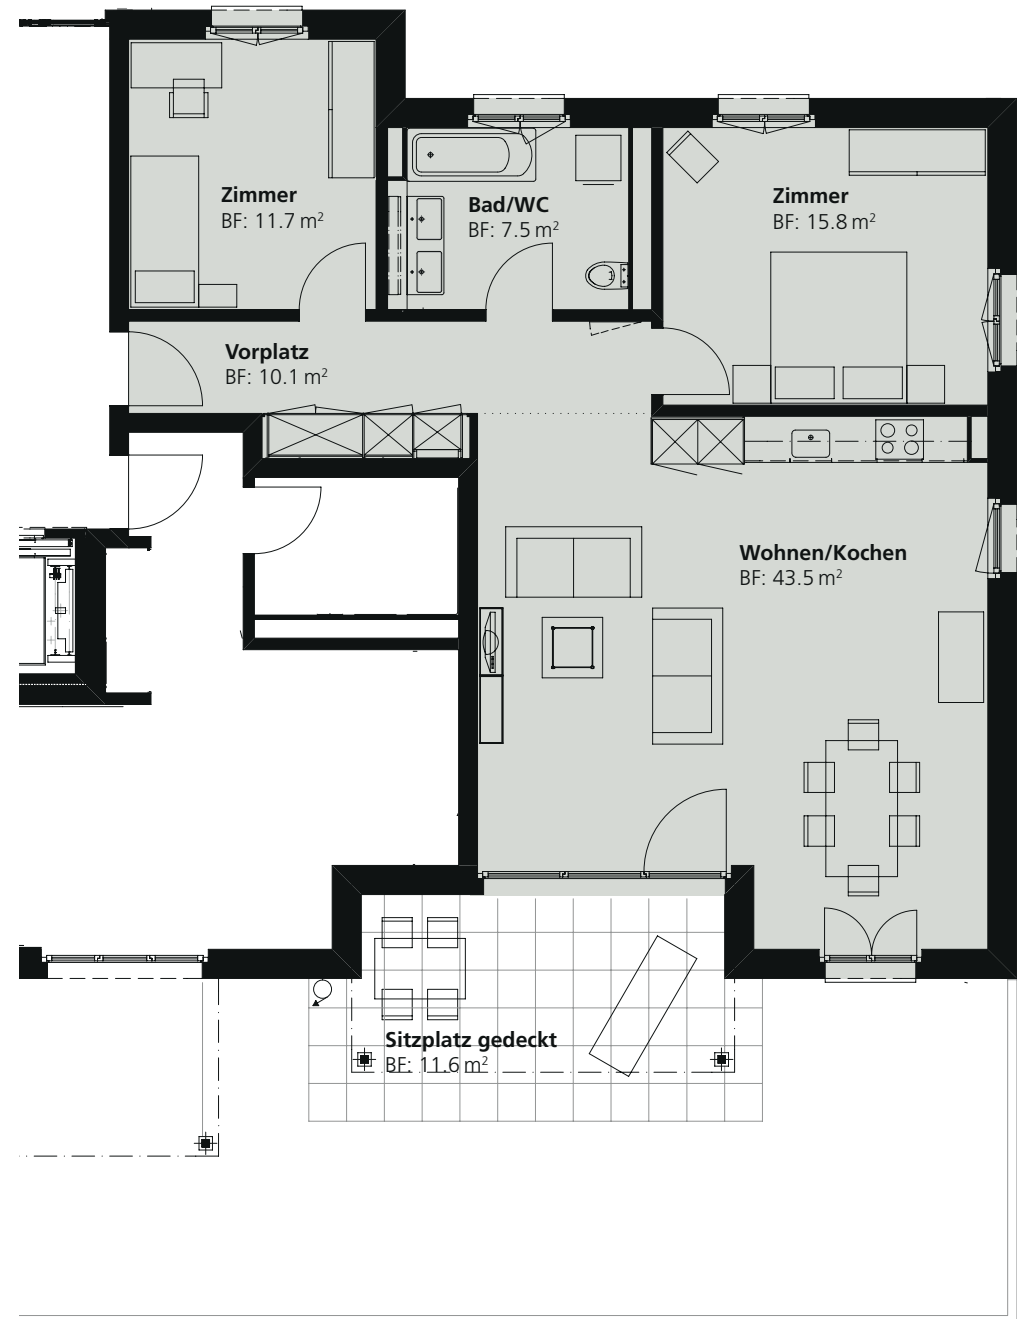 Zimmer
BF: 11.7 m²
Bad/WC
BF: 7.5 m²
Zimmer
BF: 15.8 m²
Vorplatz
BF: 10.1 m²
Wohnen/Kochen
BF: 43.5 m²
Sitzplatz gedeckt
BF: 11.6 m²